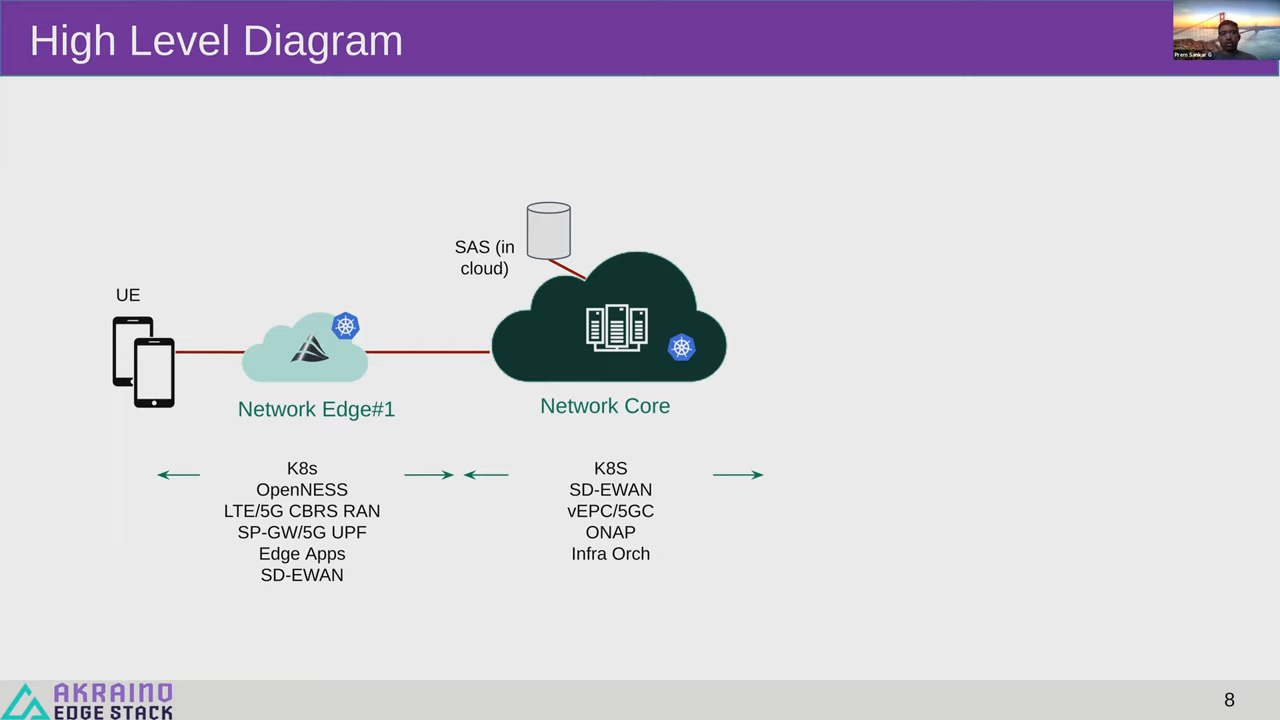 High Level Diagram
Prem Sankar G
SAS (in
cloud)
UE
Network Edge#1
Network Core
K8s
OpenNESS
LTE/5G CBRS RAN
SP-GW/5G UPF
Edge Apps
SD-EWAN
K8S
SD-EWAN
vEPC/5GC
ONAP
Infra Orch
AKRAINO
EDGE STACK
8